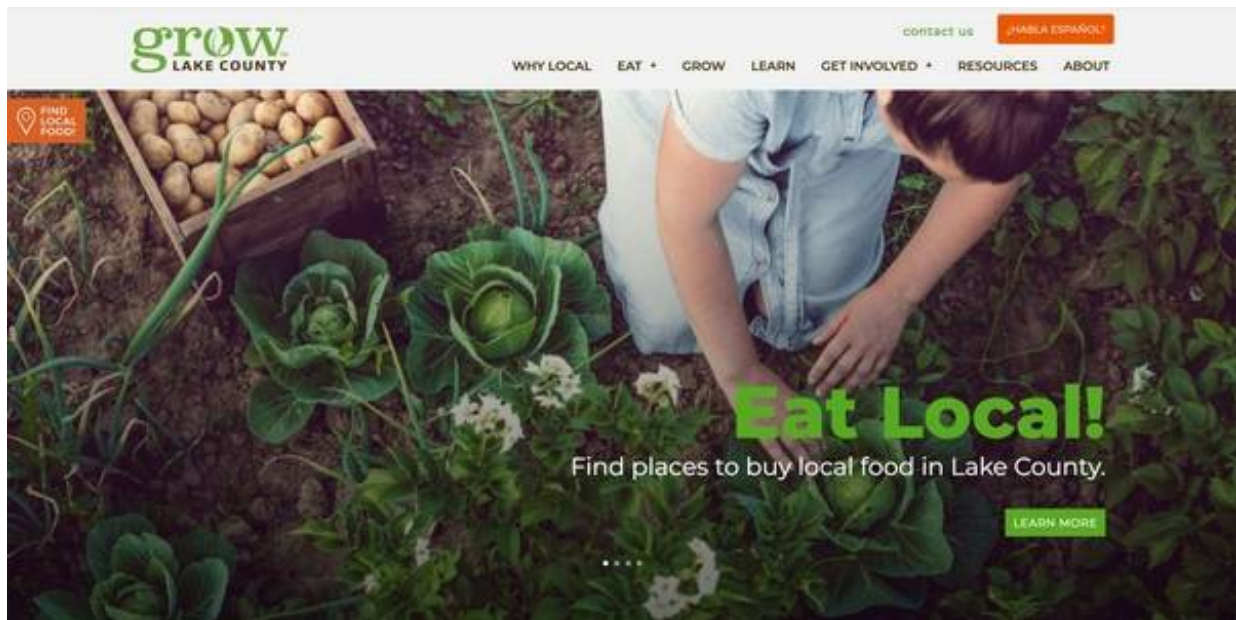 grow
LAKE COUNTY
contact us
¿HABLA ESPAÑOL?
WHY LOCAL EAT + GROW LEARN GET INVOLVED + RESOURCES ABOUT
FIND
LOCAL
FOOD!
Eat Local!
Find places to buy local food in Lake County.
LEARN MORE